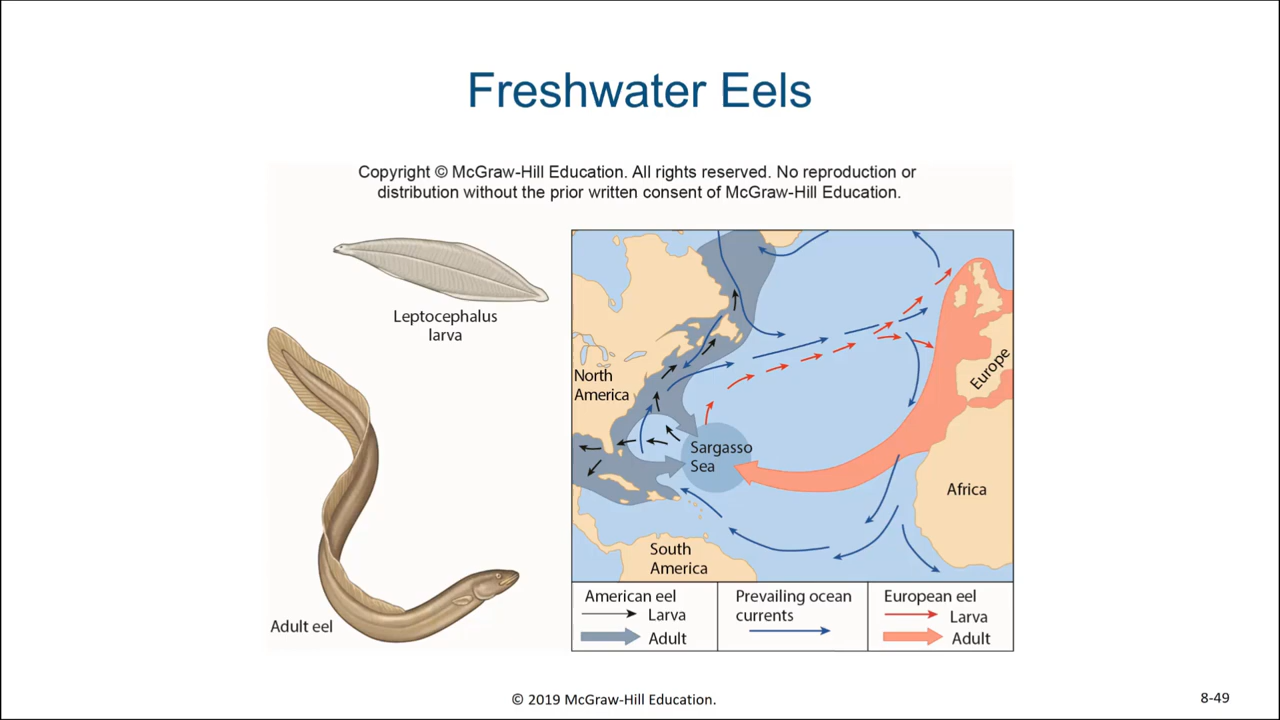 Freshwater Eels
Copyright © McGraw-Hill Education. All rights reserved. No reproduction or
distribution without the prior written consent of McGraw-Hill Education.
Leptocephalus
larva
Adult eel
North
America
Europe
Sargasso
Sea
Africa
South
America
American eel
Larva
Adult
Prevailing ocean
currents
European eel
Larva
Adult
© 2019 McGraw-Hill Education.
8-49